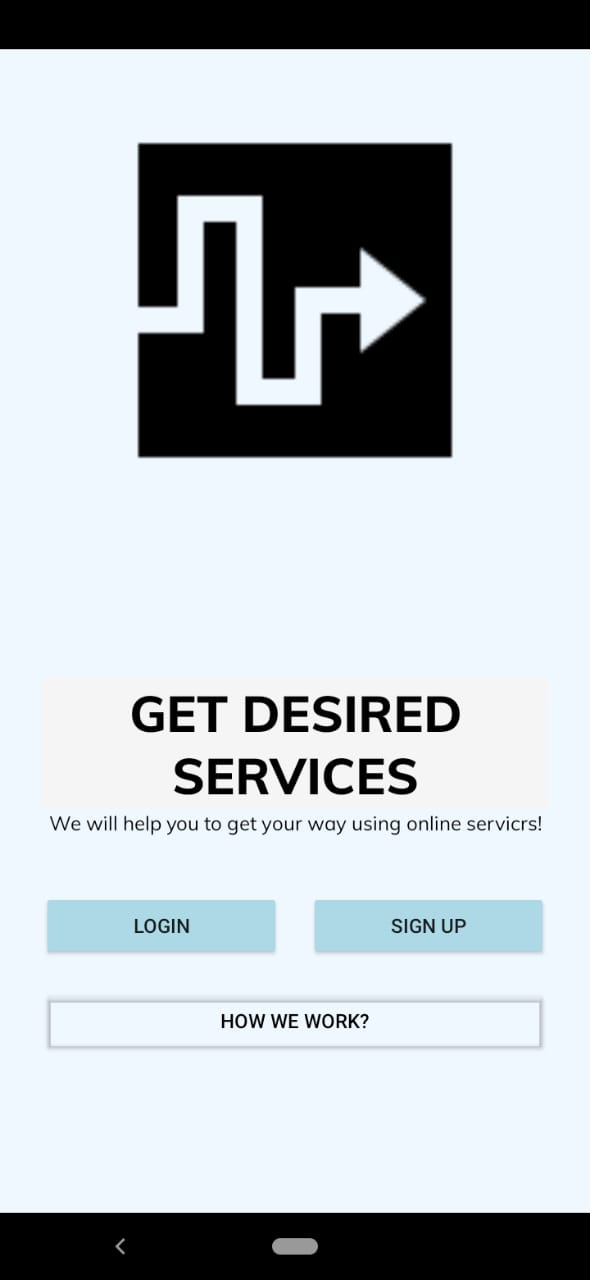 GET DESIRED
SERVICES
We will help you to get your way using online servicrs!
LOGIN
SIGN UP
HOW WE WORK?